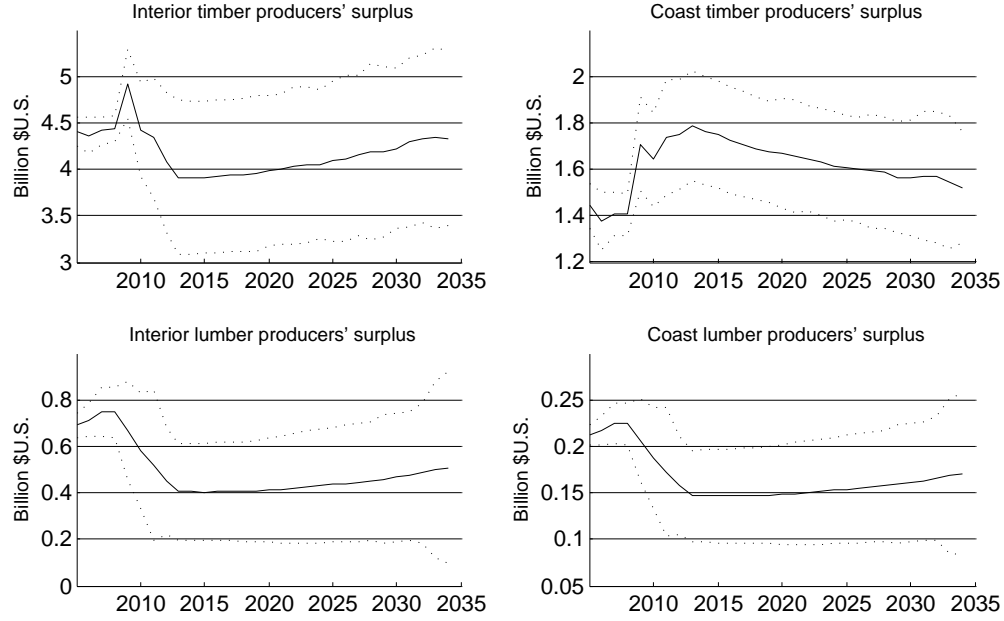 Interior timber producers’ surplus
Billion $U.S.
5
4.5
4
3.5
3
2010 2015 2020 2025 2030 2035
Coast timber producers’ surplus
Billion $U.S.
2
1.8
1.6
1.4
1.2
2010 2015 2020 2025 2030 2035
Interior lumber producers’ surplus
Billion $U.S.
0.8
0.6
0.4
0.2
0
2010 2015 2020 2025 2030 2035
Coast lumber producers’ surplus
Billion $U.S.
0.25
0.2
0.15
0.1
0.05
2010 2015 2020 2025 2030 2035